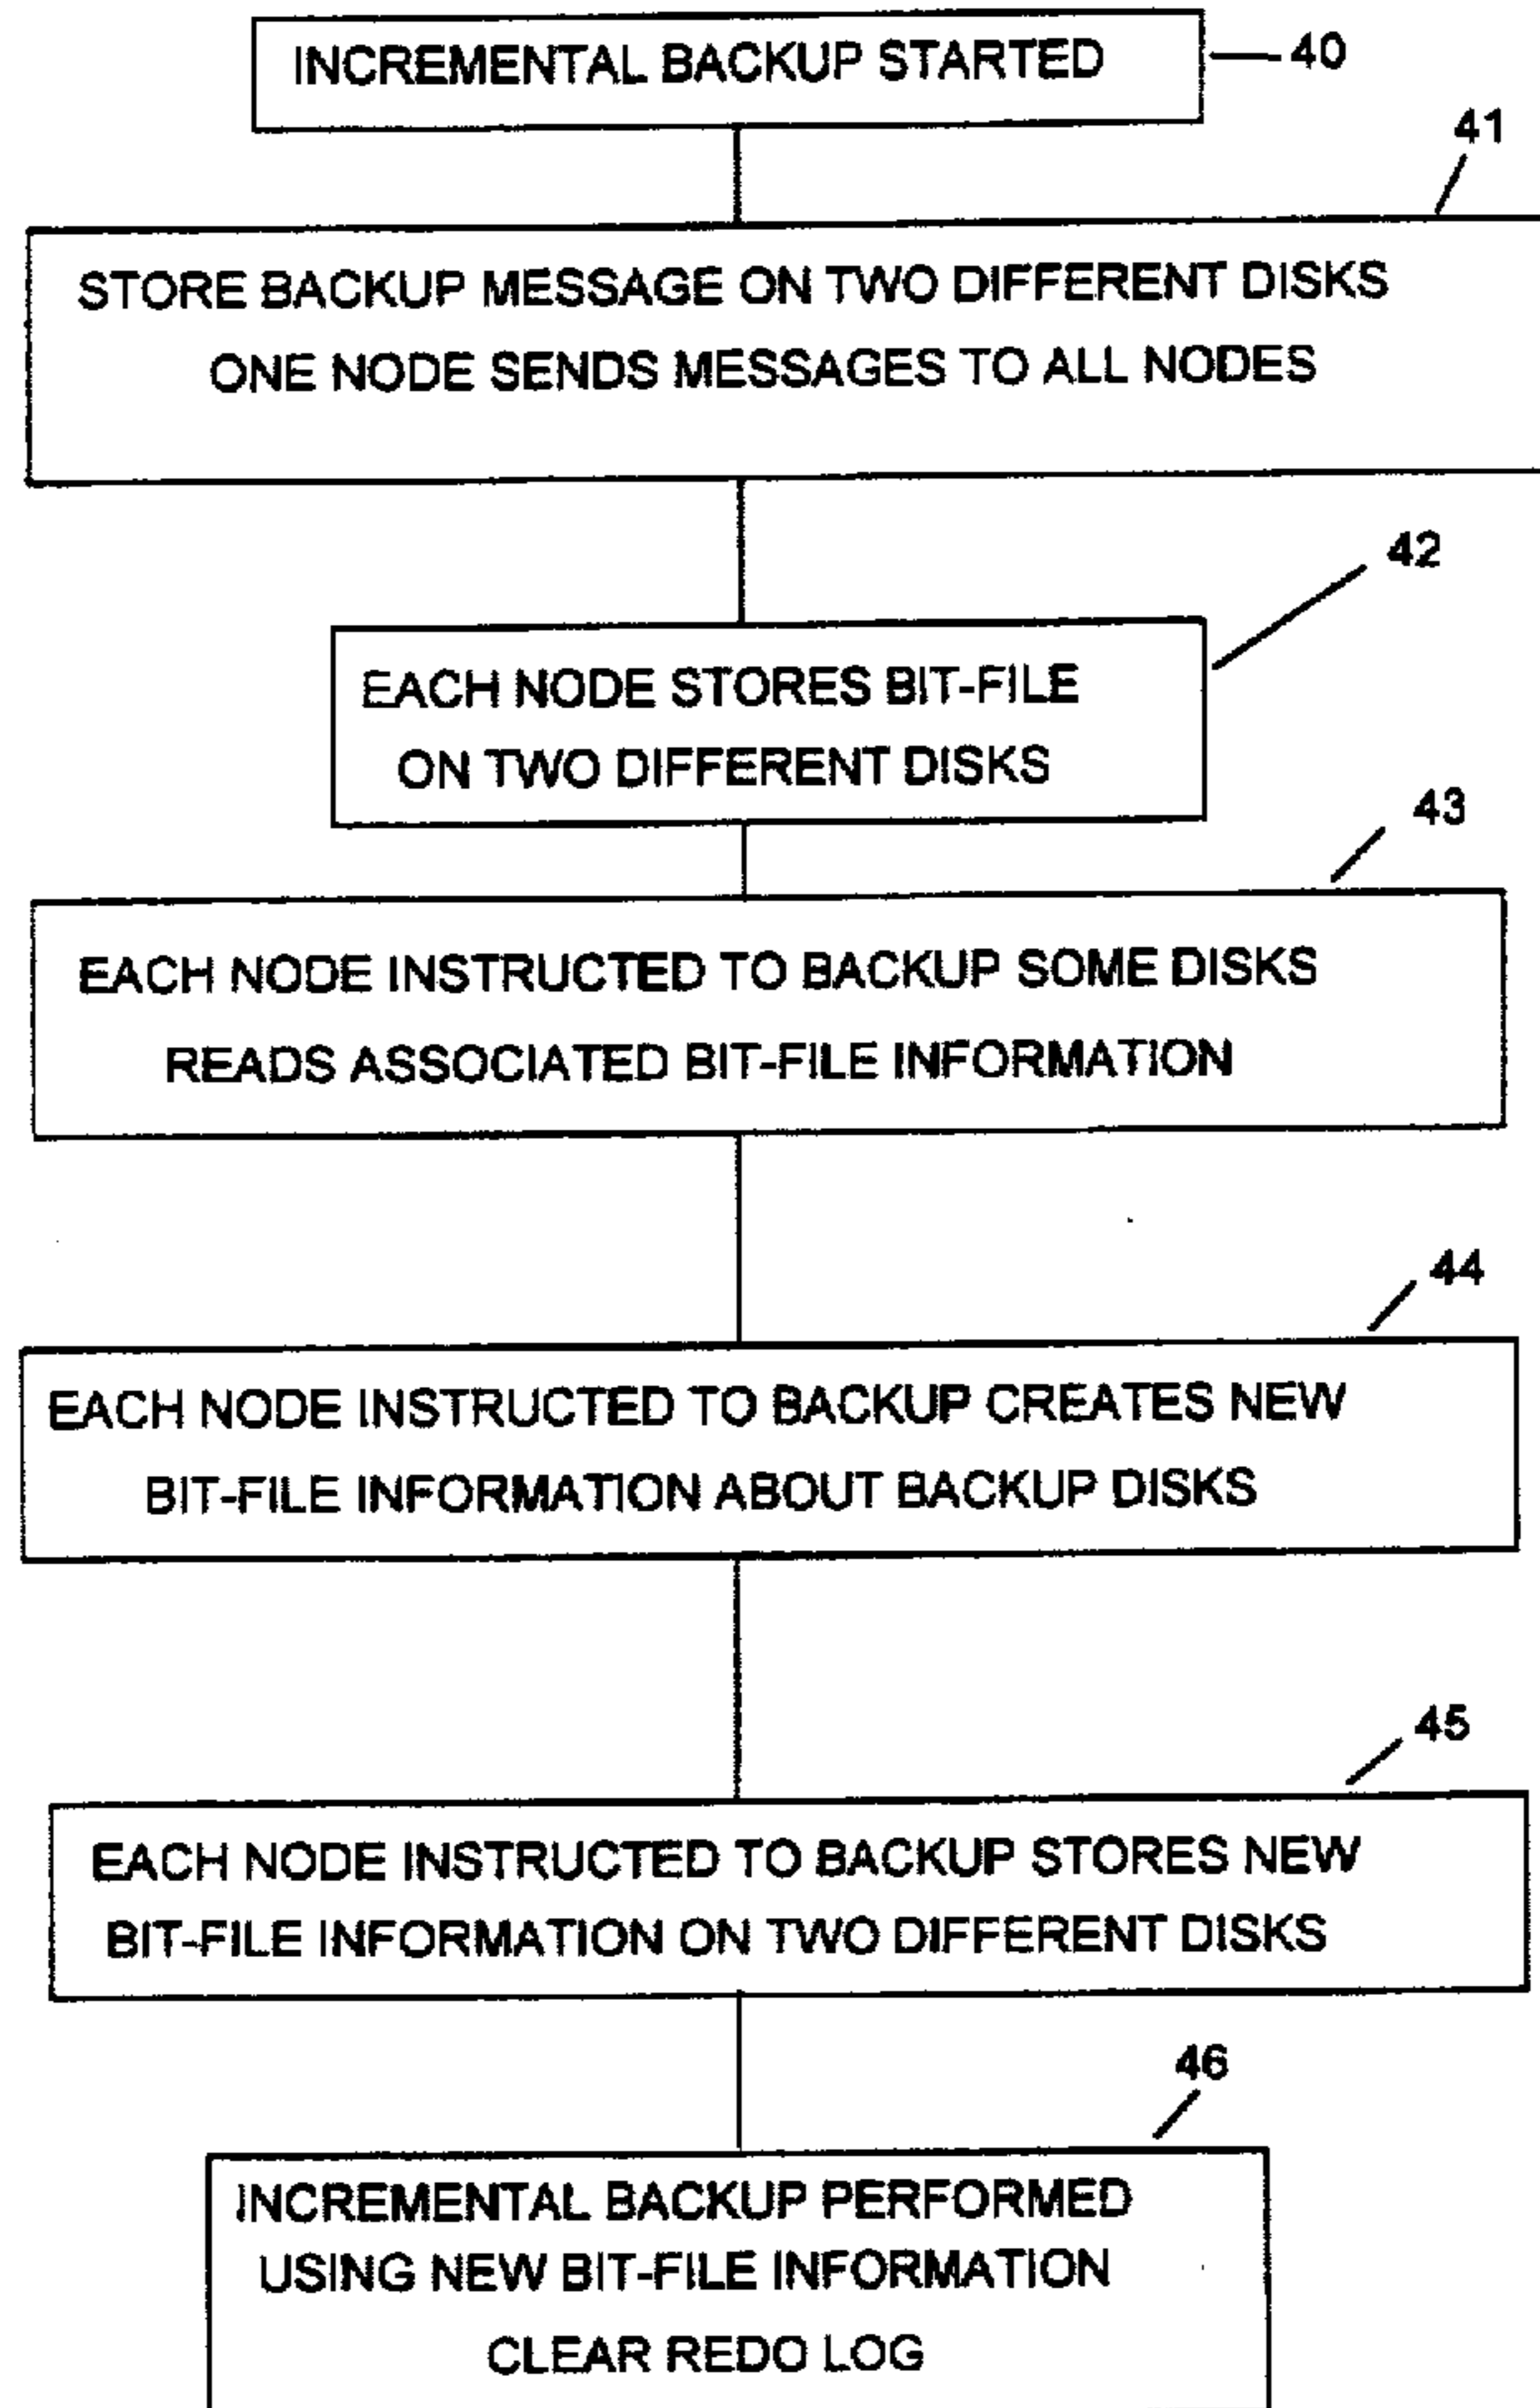 INCREMENTAL BACKUP STARTED
40
41
STORE BACKUP MESSAGE ON TWO DIFFERENT DISKS
ONE NODE SENDS MESSAGES TO ALL NODES
42
EACH NODE STORES BIT-FILE
ON TWO DIFFERENT DISKS
43
EACH NODE INSTRUCTED TO BACKUP SOME DISKS
READS ASSOCIATED BIT-FILE INFORMATION
44
EACH NODE INSTRUCTED TO BACKUP CREATES NEW
BIT-FILE INFORMATION ABOUT BACKUP DISKS
45
EACH NODE INSTRUCTED TO BACKUP STORES NEW
BIT-FILE INFORMATION ON TWO DIFFERENT DISKS
46
INCREMENTAL BACKUP PERFORMED
USING NEW BIT-FILE INFORMATION
CLEAR REDO LOG